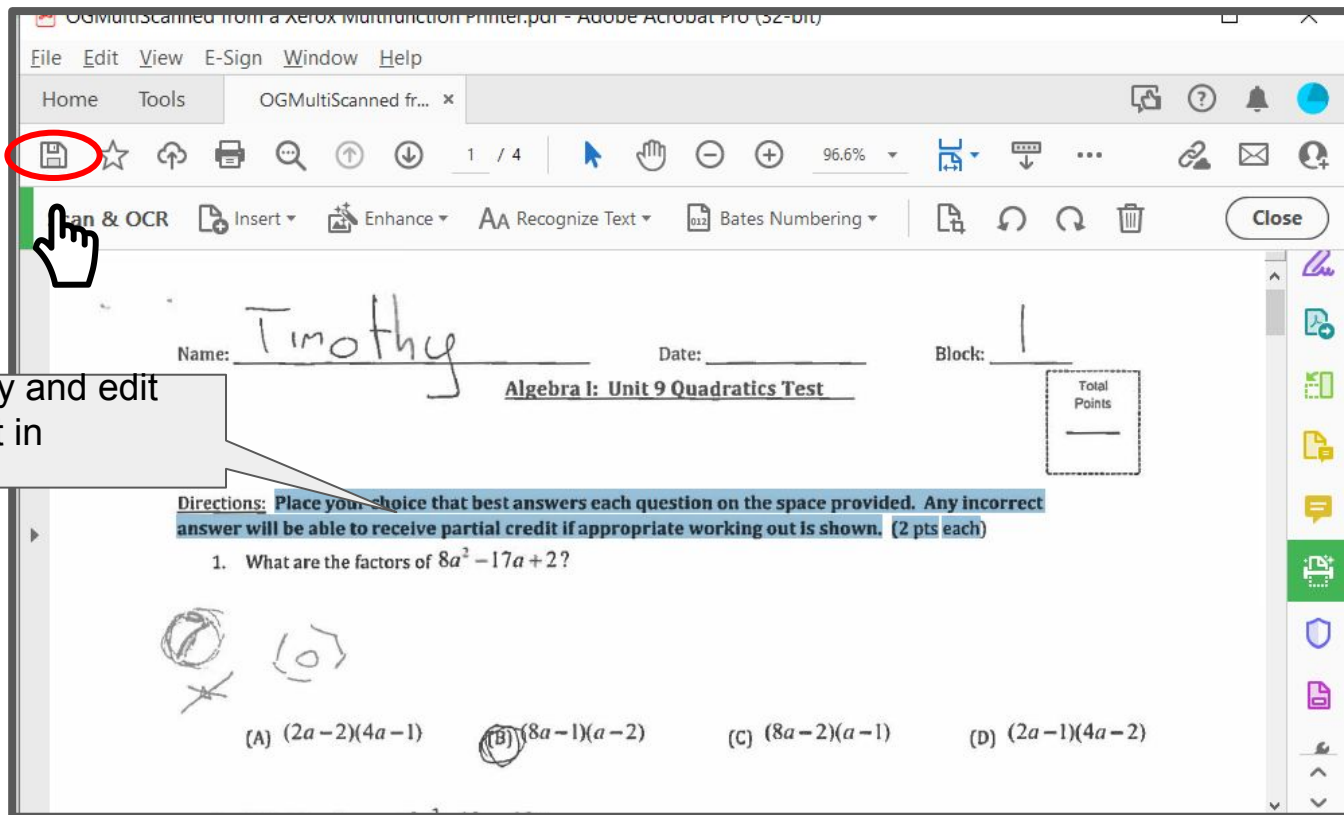 OGMultiScanned from a Xerox Multifunction Printer.pdf - Adobe Acrobat Pro (32-bit)
File Edit View E-Sign Window Help
Home Tools OGMultiScanned fr... ×
1 / 4 96.6%
can & OCR Insert Enhance AA Recognize Text 012 Bates Numbering Close
Name: Timothy Date: Block: 1
y and edit
t in
Algebra I: Unit 9 Quadratics Test
Total
Points
Directions: Place your choice that best answers each question on the space provided. Any incorrect
answer will be able to receive partial credit if appropriate working out is shown. (2 pts each)
1. What are the factors of 8a² – 17a + 2?
(A) (2a – 2)(4a – 1) (B) (8a – 1)(a – 2) (C) (8a – 2)(a – 1) (D) (2a – 1)(4a – 2)